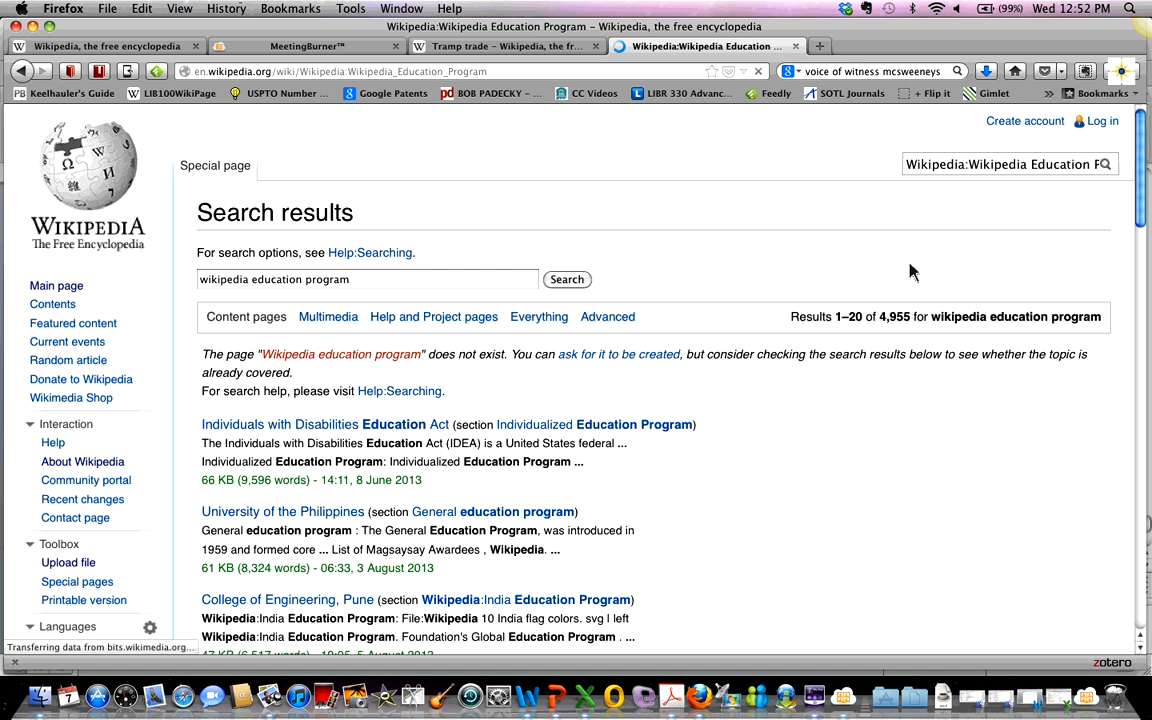 Firefox File Edit View History Bookmarks Tools Window Help (99%) Wed 12:52 PM
Wikipedia:Wikipedia Education Program – Wikipedia, the free encyclopedia
Wikipedia, the free encyclopedia MeetingBurner™ Tramp trade – Wikipedia, the fr... Wikipedia:Wikipedia Education ...
en.wikipedia.org/wiki/Wikipedia:Wikipedia_Education_Program voice of witness mcsweeneys
Keelhauler's Guide LIB100WikiPage USPTO Number ... Google Patents BOB PADECKY – ... CC Videos LIBR 330 Advanc... Feedly SOTL Journals + Flip it Gimlet » Bookmarks
Create account Log in
Special page
Wikipedia:Wikipedia Education P
WIKIPEDIA
The Free Encyclopedia
Main page
Contents
Featured content
Current events
Random article
Donate to Wikipedia
Wikimedia Shop
Interaction
Help
About Wikipedia
Community portal
Recent changes
Contact page
Toolbox
Upload file
Special pages
Printable version
Languages
Search results
For search options, see Help:Searching.
wikipedia education program Search
Content pages Multimedia Help and Project pages Everything Advanced Results 1–20 of 4,955 for wikipedia education program
The page "Wikipedia education program" does not exist. You can ask for it to be created, but consider checking the search results below to see whether the topic is
already covered.
For search help, please visit Help:Searching.
Individuals with Disabilities Education Act (section Individualized Education Program)
The Individuals with Disabilities Education Act (IDEA) is a United States federal ...
Individualized Education Program: Individualized Education Program ...
66 KB (9,596 words) - 14:11, 8 June 2013
University of the Philippines (section General education program)
General education program : The General Education Program, was introduced in
1959 and formed core ... List of Magsaysay Awardees , Wikipedia. ...
61 KB (8,324 words) - 06:33, 3 August 2013
College of Engineering, Pune (section Wikipedia:India Education Program)
Wikipedia:India Education Program: File:Wikipedia 10 India flag colors. svg I left
Wikipedia:India Education Program. Foundation's Global Education Program . ...
Transferring data from bits.wikimedia.org...
zotero